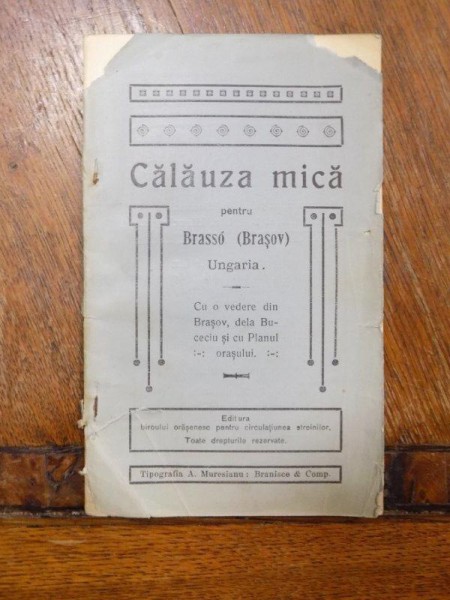 Călăuza mică
pentru
Brassó (Brașov)
Ungaria.
Cu o vedere din
Brașov, dela Bu-
ceciu și cu Planul
:-: orașului. :-:
Editura
biroului orășenesc pentru circulațiunea streinilor.
Toate drepturile rezervate.
Tipografia A. Muresianu: Branisce & Comp.